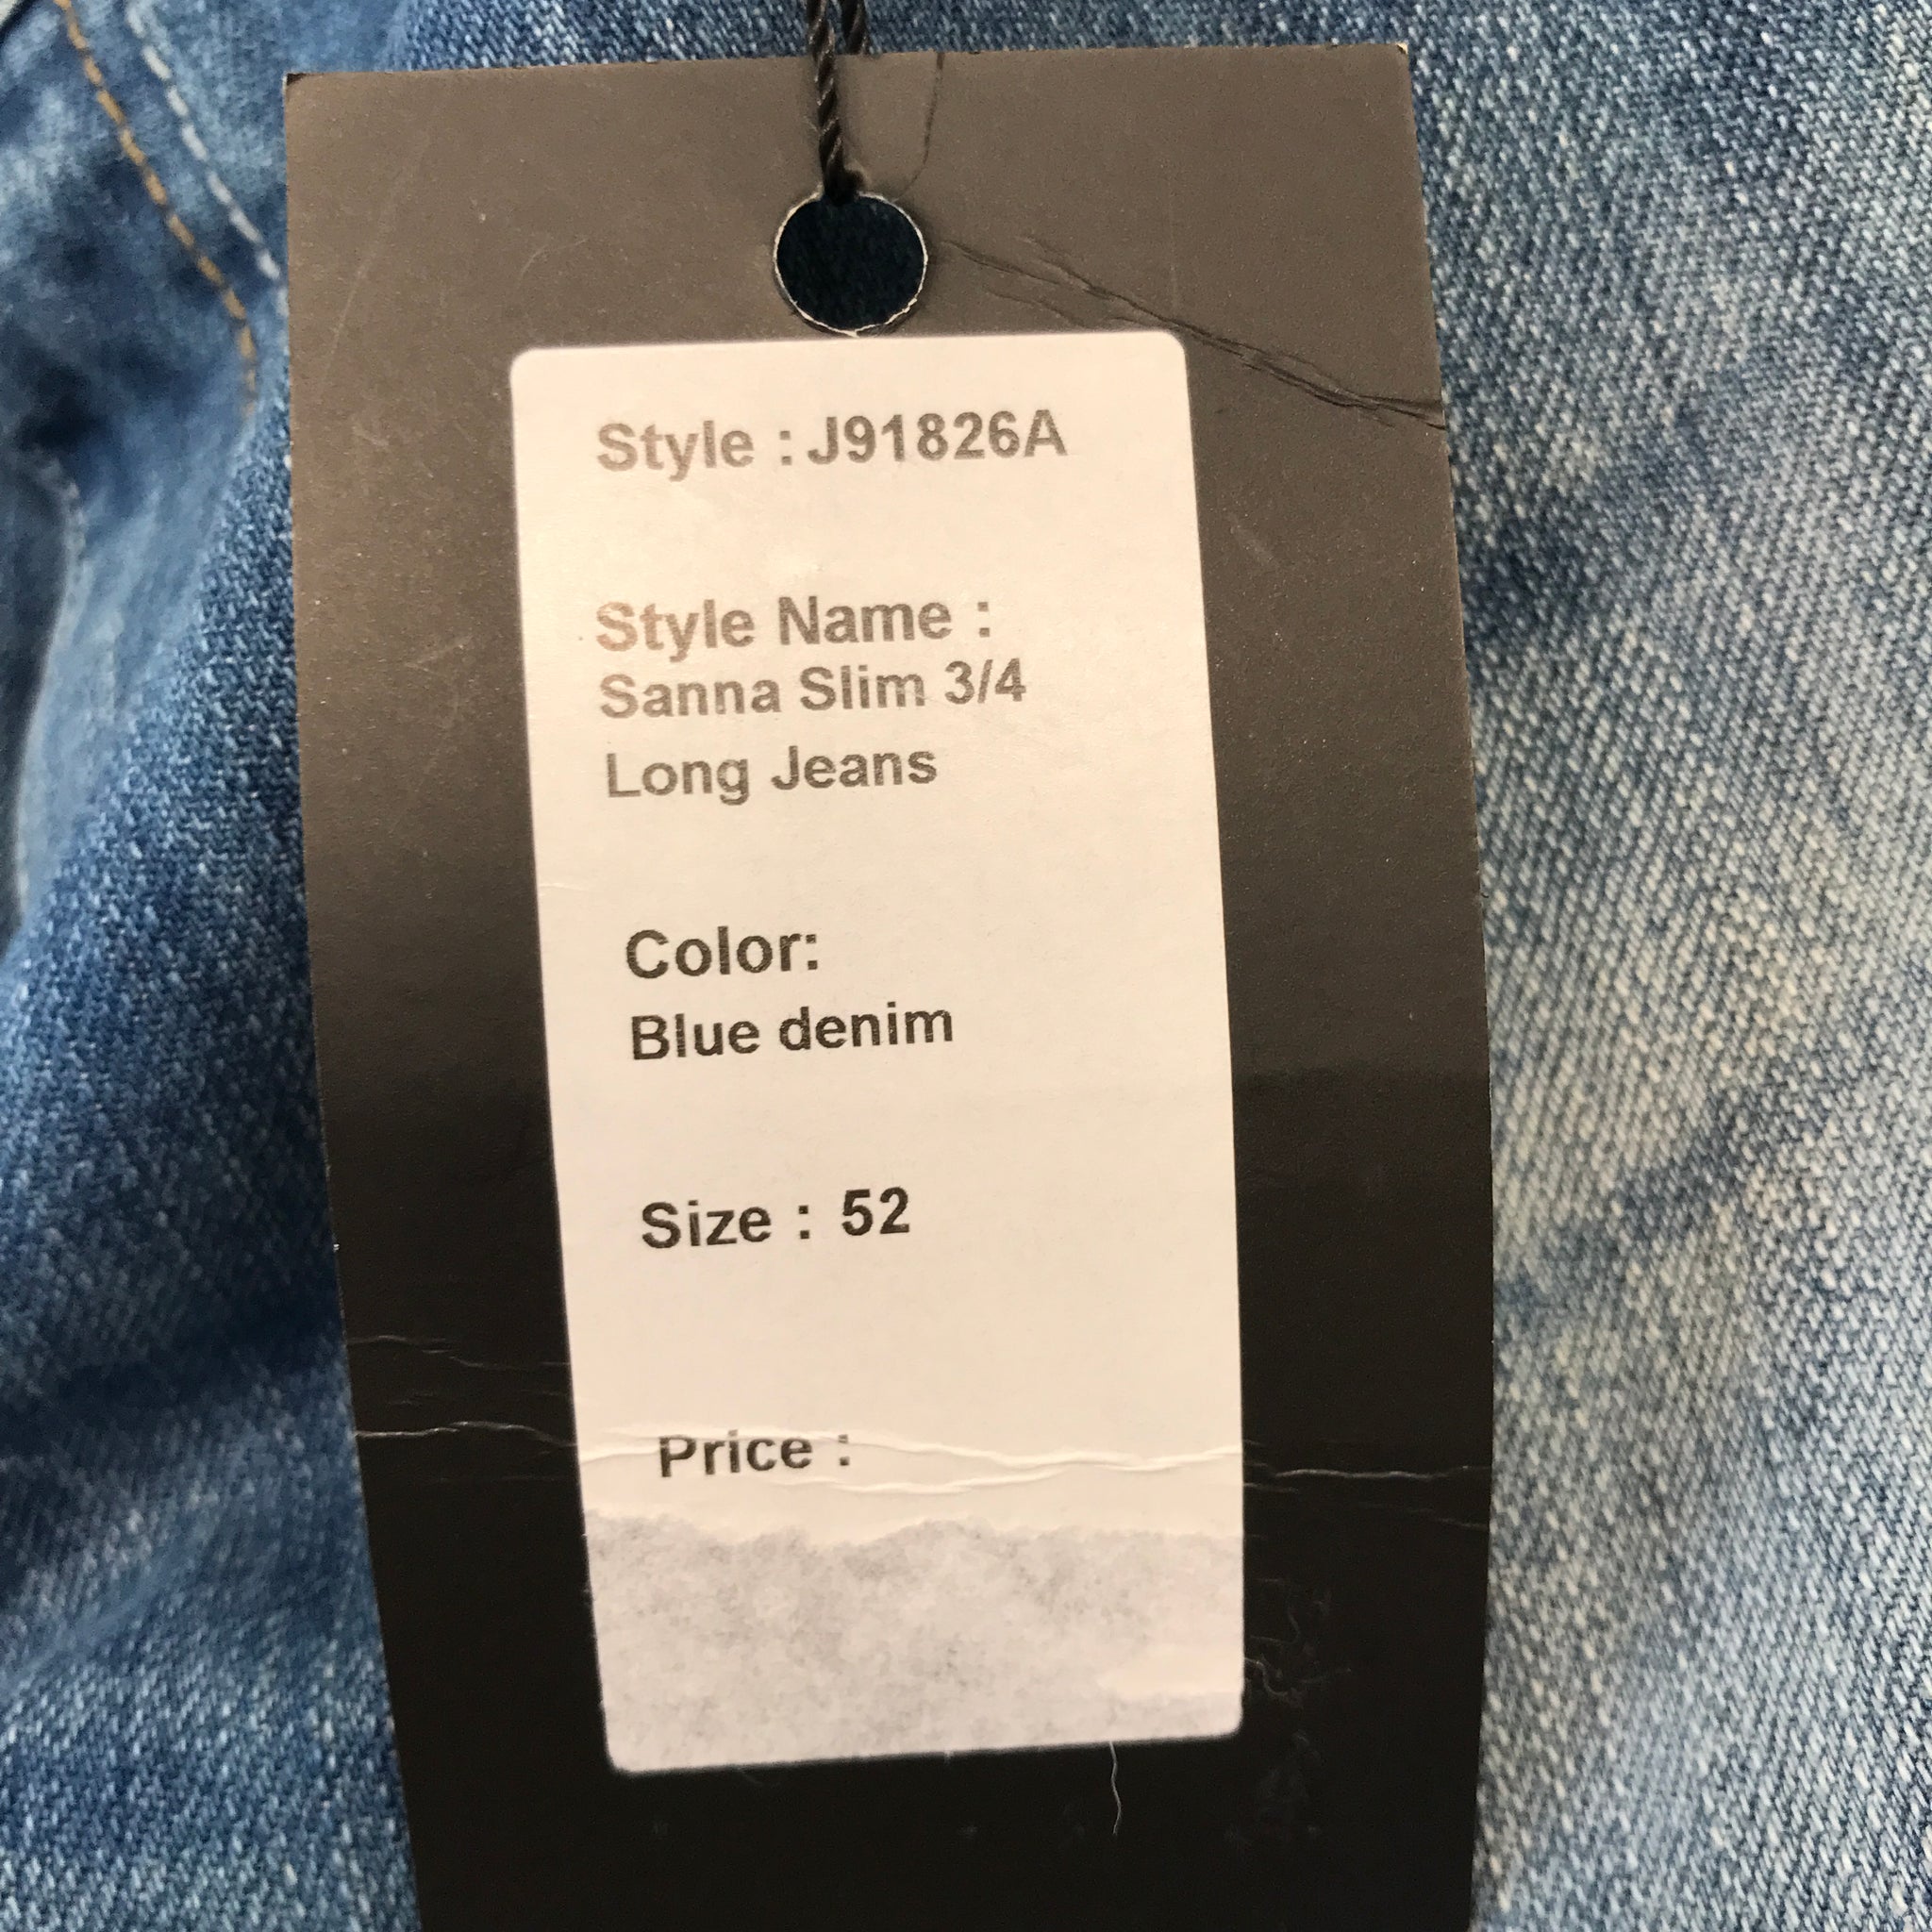 Style : J91826A
Style Name :
Sanna Slim 3/4
Long Jeans
Color:
Blue denim
Size : 52
Price :